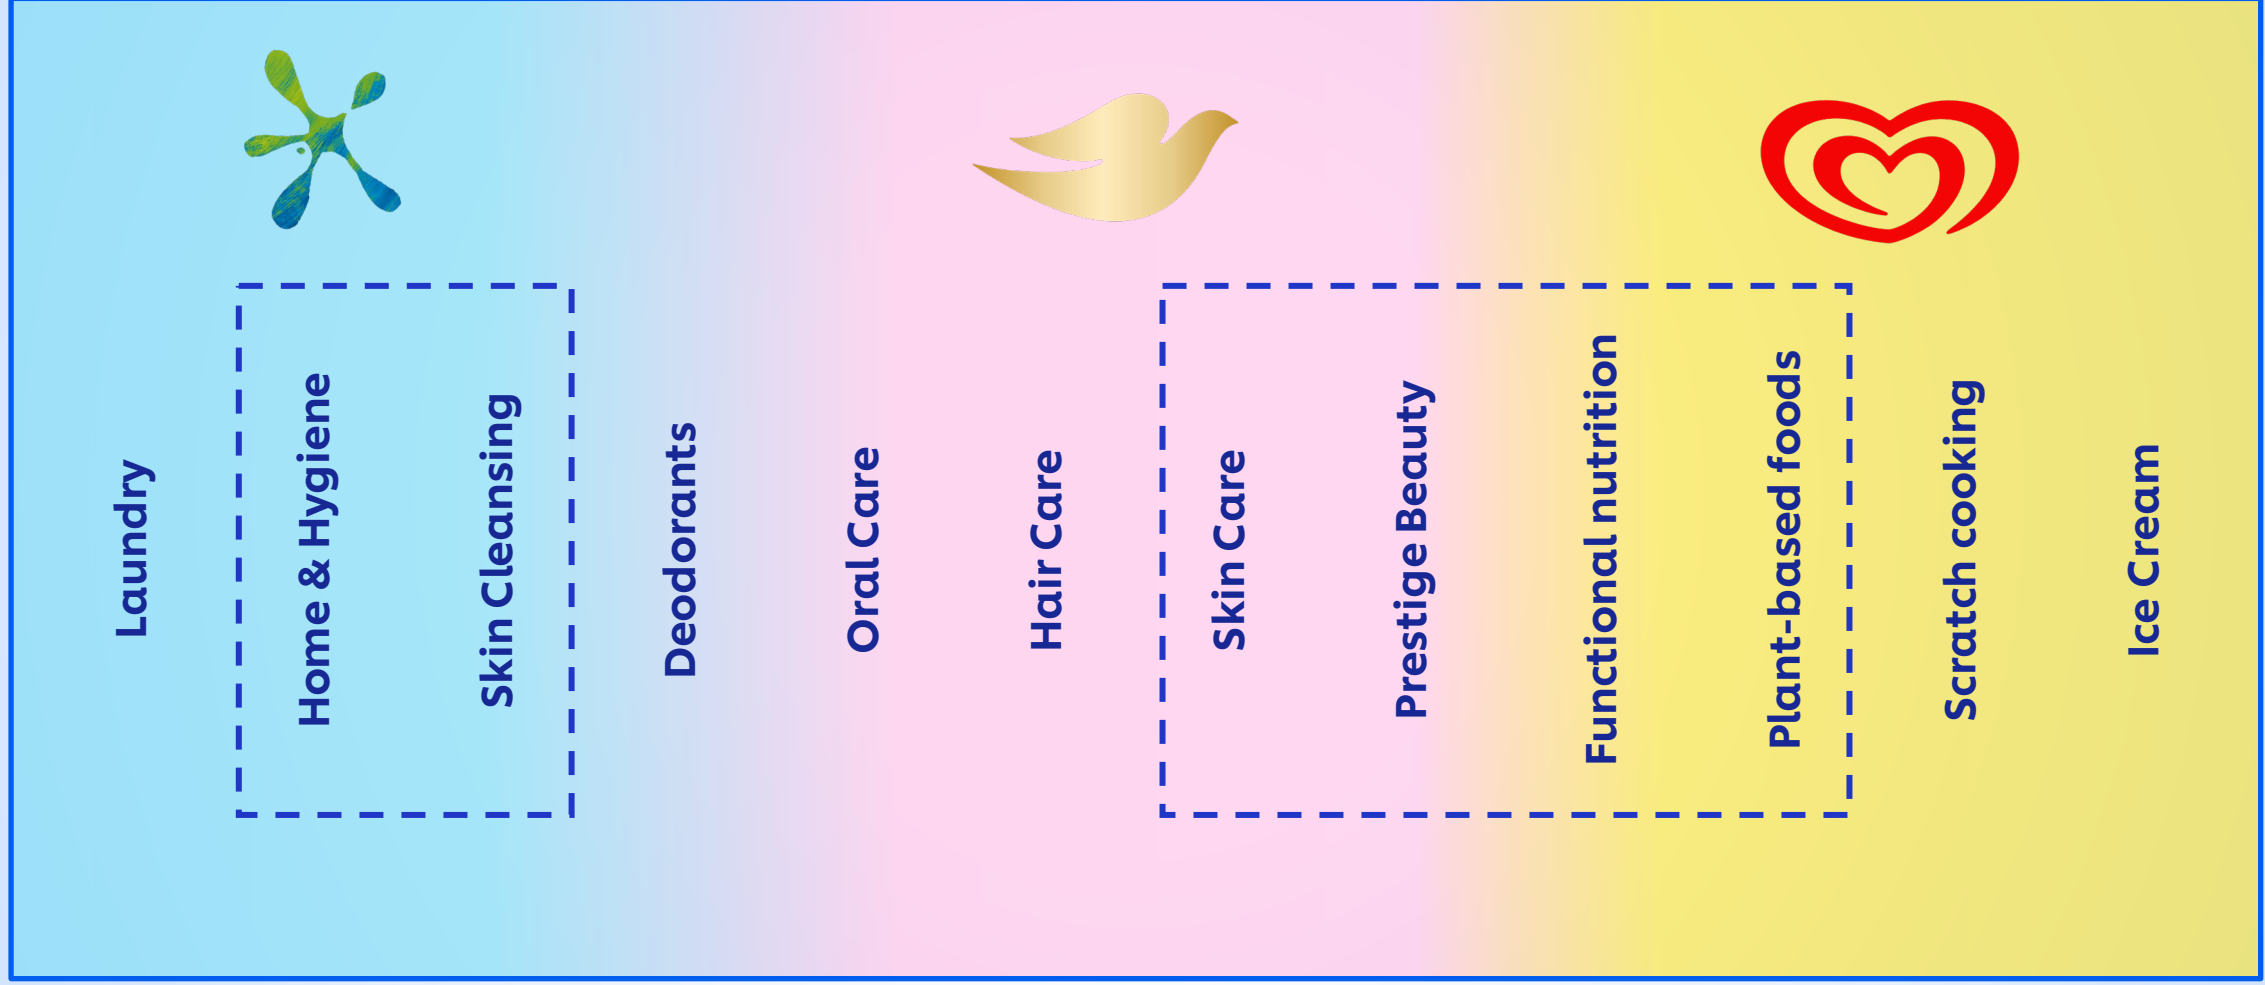 Laundry
Home & Hygiene
Skin Cleansing
Deodorants
Oral Care
Hair Care
Skin Care
Prestige Beauty
Functional nutrition
Plant-based foods
Scratch cooking
Ice Cream